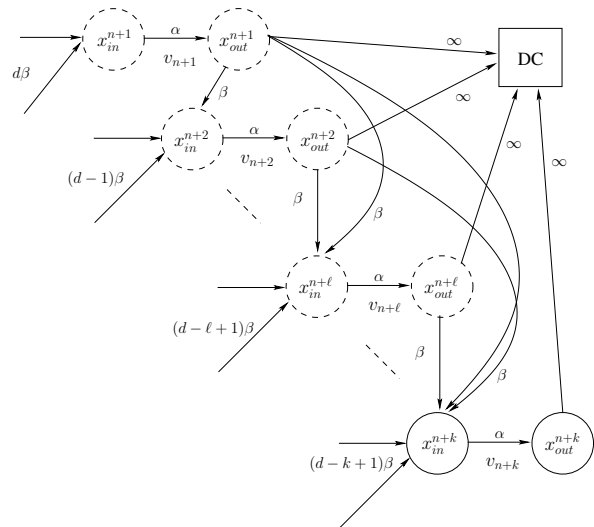 x_{in}^{n+1} α v_{n+1} x_{out}^{n+1} ∞ DC
dβ
β
∞
x_{in}^{n+2} α v_{n+2} x_{out}^{n+2}
(d−1)β
∞ ∞
β β
x_{in}^{n+ℓ} α v_{n+ℓ} x_{out}^{n+ℓ}
(d−ℓ+1)β
β β
x_{in}^{n+k} α v_{n+k} x_{out}^{n+k}
(d−k+1)β